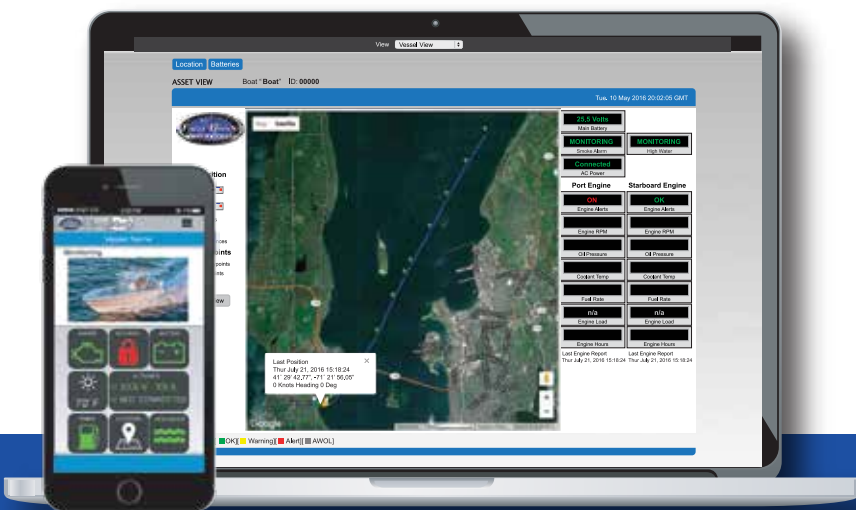 View Vessel View
Location Batteries
ASSET VIEW Boat "Boat" ID: 00000
Tue. 10 May 2016 20:02:05 GMT
25,5 Volts
Main Battery
MONITORING MONITORING
Smoke Alarm High Water
Connected
AC Power
Port Engine Starboard Engine
ON OK
Engine Alerts Engine Alerts
Engine RPM Engine RPM
Oil Pressure Oil Pressure
Coolant Temp Coolant Temp
Fuel Rate Fuel Rate
n/a n/a
Engine Load Engine Load
Engine Hours Engine Hours
Last Engine Report Last Engine Report
Thur July 21, 2016 15:18:24 Thur July 21, 2016 15:18:24
Last Position
Thur July 21, 2016 15:18:24
41° 29' 42,77", -71° 21' 56,05"
0 Knots Heading 0 Deg
Google
OK][ Warning][ Alert][ AWOL]
Monitoring
72° F